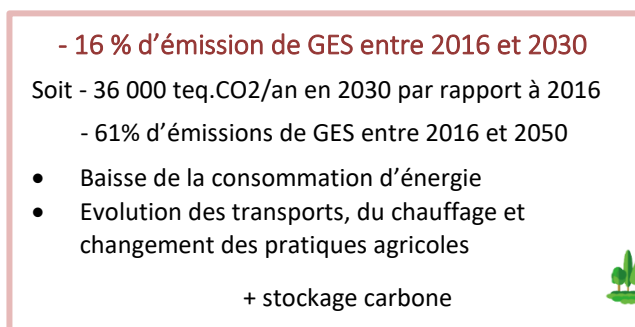 - 16 % d’émission de GES entre 2016 et 2030
Soit - 36 000 teq.CO2/an en 2030 par rapport à 2016
- 61% d’émissions de GES entre 2016 et 2050
• Baisse de la consommation d’énergie
• Evolution des transports, du chauffage et
changement des pratiques agricoles
+ stockage carbone